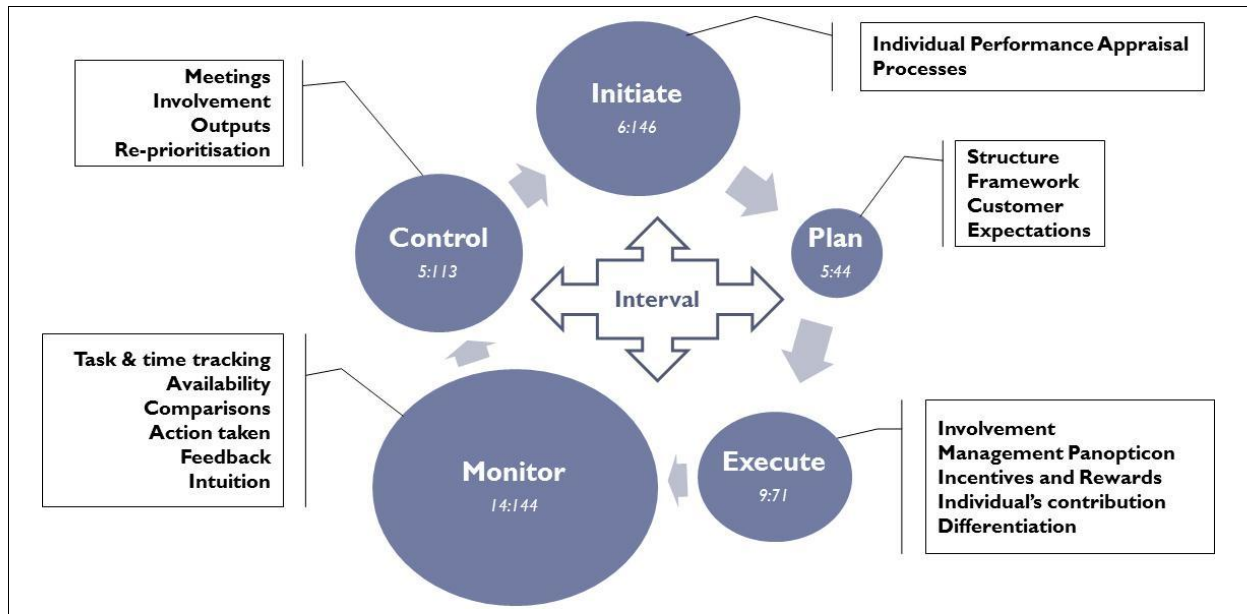 Initiate
6:146
Individual Performance Appraisal
Processes
Plan
5:44
Structure
Framework
Customer
Expectations
Execute
9:71
Involvement
Management Panopticon
Incentives and Rewards
Individual's contribution
Differentiation
Monitor
14:144
Task & time tracking
Availability
Comparisons
Action taken
Feedback
Intuition
Control
5:113
Meetings
Involvement
Outputs
Re-prioritisation
Interval